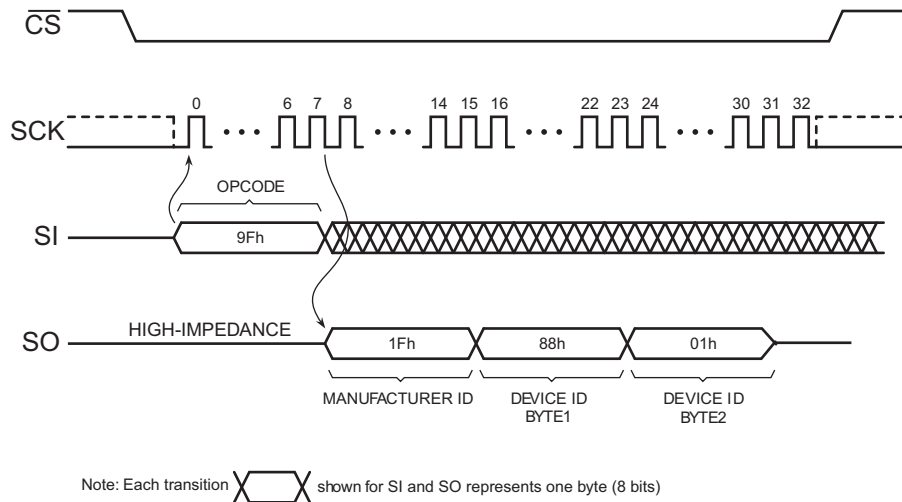 CS
0 6 7 8 14 15 16 22 23 24 30 31 32
SCK
OPCODE
SI 9Fh
HIGH-IMPEDANCE
SO 1Fh 88h 01h
MANUFACTURER ID DEVICE ID DEVICE ID
BYTE1 BYTE2
Note: Each transition shown for SI and SO represents one byte (8 bits)